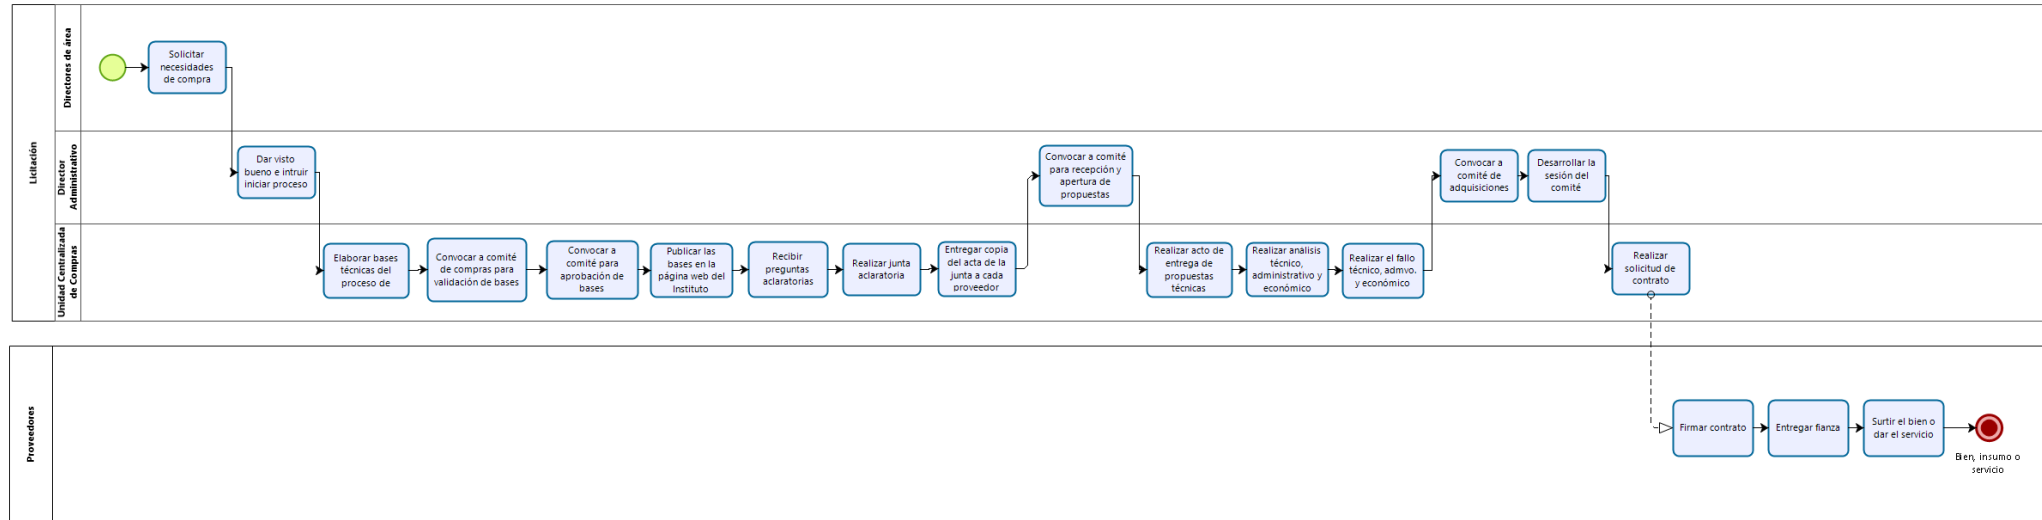 Licitación
Directores de área
Solicitar
necesidades
de compra
Director
Administrativo
Dar visto
bueno e intruir
iniciar proceso
Convocar a comité
para recepción y
apertura de
propuestas
Convocar a
comité de
adquisiciones
Desarrollar la
sesión del
comité
Unidad Centralizada
de Compras
Elaborar bases
técnicas del
proceso de
Convocar a comité
de compras para
validación de bases
Convocar a
comité para
aprobación de
bases
Publicar las
bases en la
página web del
Instituto
Recibir
preguntas
aclaratorias
Realizar junta
aclaratoria
Entregar copia
del acta de la
junta a cada
proveedor
Realizar acto de
entrega de
propuestas
técnicas
Realizar análisis
técnico,
administrativo y
económico
Realizar el fallo
técnico, admvo.
y económico
Realizar
solicitud de
contrato
Proveedores
Firmar contrato
Entregar fianza
Surtir el bien o
dar el servicio
Bien, insumo o
servicio